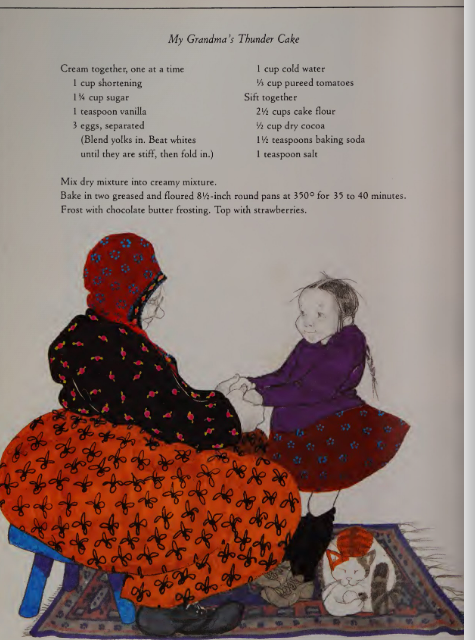 My Grandma's Thunder Cake
Cream together, one at a time
1 cup shortening
1¾ cup sugar
1 teaspoon vanilla
3 eggs, separated
(Blend yolks in. Beat whites
until they are stiff, then fold in.)
1 cup cold water
⅓ cup pureed tomatoes
Sift together
2½ cups cake flour
½ cup dry cocoa
1½ teaspoons baking soda
1 teaspoon salt
Mix dry mixture into creamy mixture.
Bake in two greased and floured 8½-inch round pans at 350° for 35 to 40 minutes.
Frost with chocolate butter frosting. Top with strawberries.